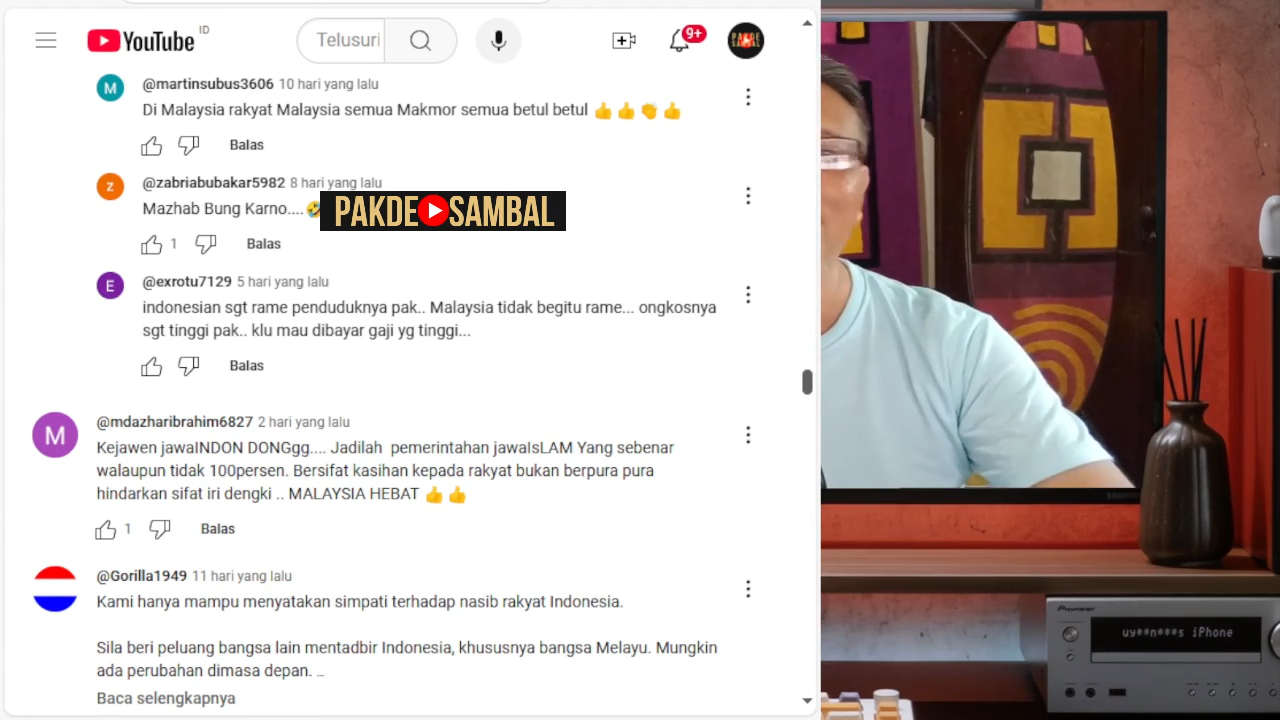 YouTube ID
Telusuri
9+
@martinsubus3606 10 hari yang lalu
Di Malaysia rakyat Malaysia semua Makmor semua betul betul 👍 👍 👏 👍
Balas
@zabriabubakar5982 8 hari yang lalu
Mazhab Bung Karno....🤣
PAKDE SAMBAL
1
Balas
@exrotu7129 5 hari yang lalu
indonesian sgt rame penduduknya pak.. Malaysia tidak begitu rame... ongkosnya
sgt tinggi pak.. klu mau dibayar gaji yg tinggi...
Balas
M
@mdazharibrahim6827 2 hari yang lalu
Kejawen jawaINDON DONGgg.... Jadilah pemerintahan jawaIsLAM Yang sebenar
walaupun tidak 100persen. Bersifat kasihan kepada rakyat bukan berpura pura
hindarkan sifat iri dengki .. MALAYSIA HEBAT 👍 👍
1
Balas
@Gorilla1949 11 hari yang lalu
Kami hanya mampu menyatakan simpati terhadap nasib rakyat Indonesia.
Sila beri peluang bangsa lain mentadbir Indonesia, khususnya bangsa Melayu. Mungkin
ada perubahan dimasa depan. ...
Baca selengkapnya
M
Z
E
PAKDE
SAMBAL
Pioneer
uy**n***s iPhone